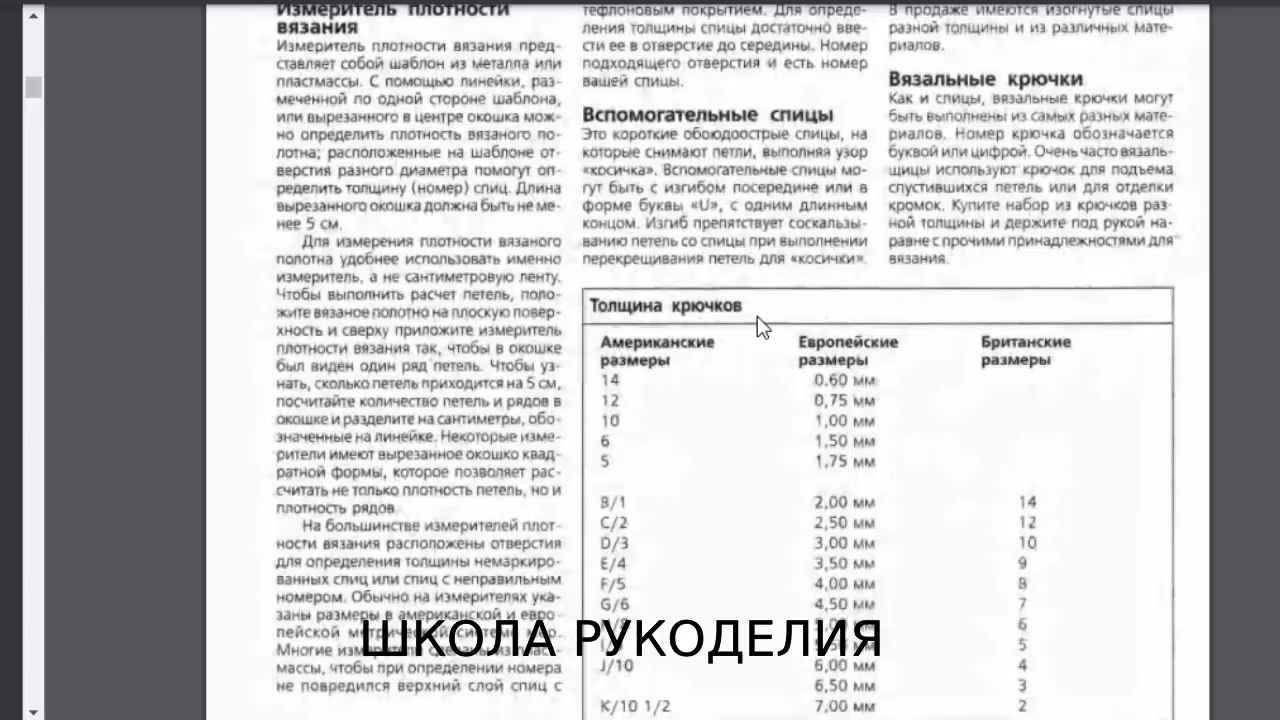 Измеритель плотности
вязания
Измеритель плотности вязания пред-
ставляет собой шаблон из металла или
пластмассы. С помощью линейки, раз-
меченной по одной стороне шаблона,
или вырезанного в центре окошка мож-
но определить плотность вязаного по-
лотна; расположенные на шаблоне от-
верстия разного диаметра помогут оп-
ределить толщину (номер) спиц. Длина
вырезанного окошка должна быть не ме-
нее 5 см.
Для измерения плотности вязаного
полотна удобнее использовать именно
измеритель, а не сантиметровую ленту.
Чтобы выполнить расчет петель, поло-
жите вязаное полотно на плоскую повер-
хность и сверху приложите измеритель
плотности вязания так, чтобы в окошке
был виден один ряд петель. Чтобы уз-
нать, сколько петель приходится на 5 см,
посчитайте количество петель и рядов в
окошке и разделите на сантиметры, обо-
значенные на линейке. Некоторые изме-
рители имеют вырезанное окошко квад-
ратной формы, которое позволяет рас-
считать не только плотность петель, но и
плотность рядов.
На большинстве измерителей плот-
ности вязания расположены отверстия
для определения толщины немаркиро-
ванных спиц или спиц с неправильным
номером. Обычно на измерителях ука-
заны размеры в американской и евро-
пейской метрической системе мер.
Многие измерители сделаны из пласт-
массы, чтобы при определении номера
не повредился верхний слой спиц с
тефлоновым покрытием. Для опреде-
ления толщины спицы достаточно вве-
сти ее в отверстие до середины. Номер
подходящего отверстия и есть номер
вашей спицы.
Вспомогательные спицы
Это короткие обоюдоострые спицы, на
которые снимают петли, выполняя узор
«косичка». Вспомогательные спицы мо-
гут быть с изгибом посередине или в
форме буквы «U», с одним длинным
концом. Изгиб препятствует соскальзы-
ванию петель со спицы при выполнении
перекрещивания петель для «косички».
В продаже имеются изогнутые спицы
разной толщины и из различных мате-
риалов.
Вязальные крючки
Как и спицы, вязальные крючки могут
быть выполнены из самых разных мате-
риалов. Номер крючка обозначается
буквой или цифрой. Очень часто вязаль-
щицы используют крючок для подъема
спустившихся петель или для отделки
кромок. Купите набор из крючков раз-
ной толщины и держите под рукой на-
равне с прочими принадлежностями для
вязания.
Толщина крючков
Американские размеры Европейские размеры Британские размеры
14 0.60 мм
12 0,75 мм
10 1,00 мм
6 1,50 мм
5 1,75 мм
B/1 2,00 мм 14
C/2 2,50 мм 12
D/3 3,00 мм 10
E/4 3,50 мм 9
F/5 4,00 мм 8
G/6 4,50 мм 7
6
5
J/10 6,00 мм 4
6,50 мм 3
K/10 1/2 7,00 мм 2
ШКОЛА РУКОДЕЛИЯ